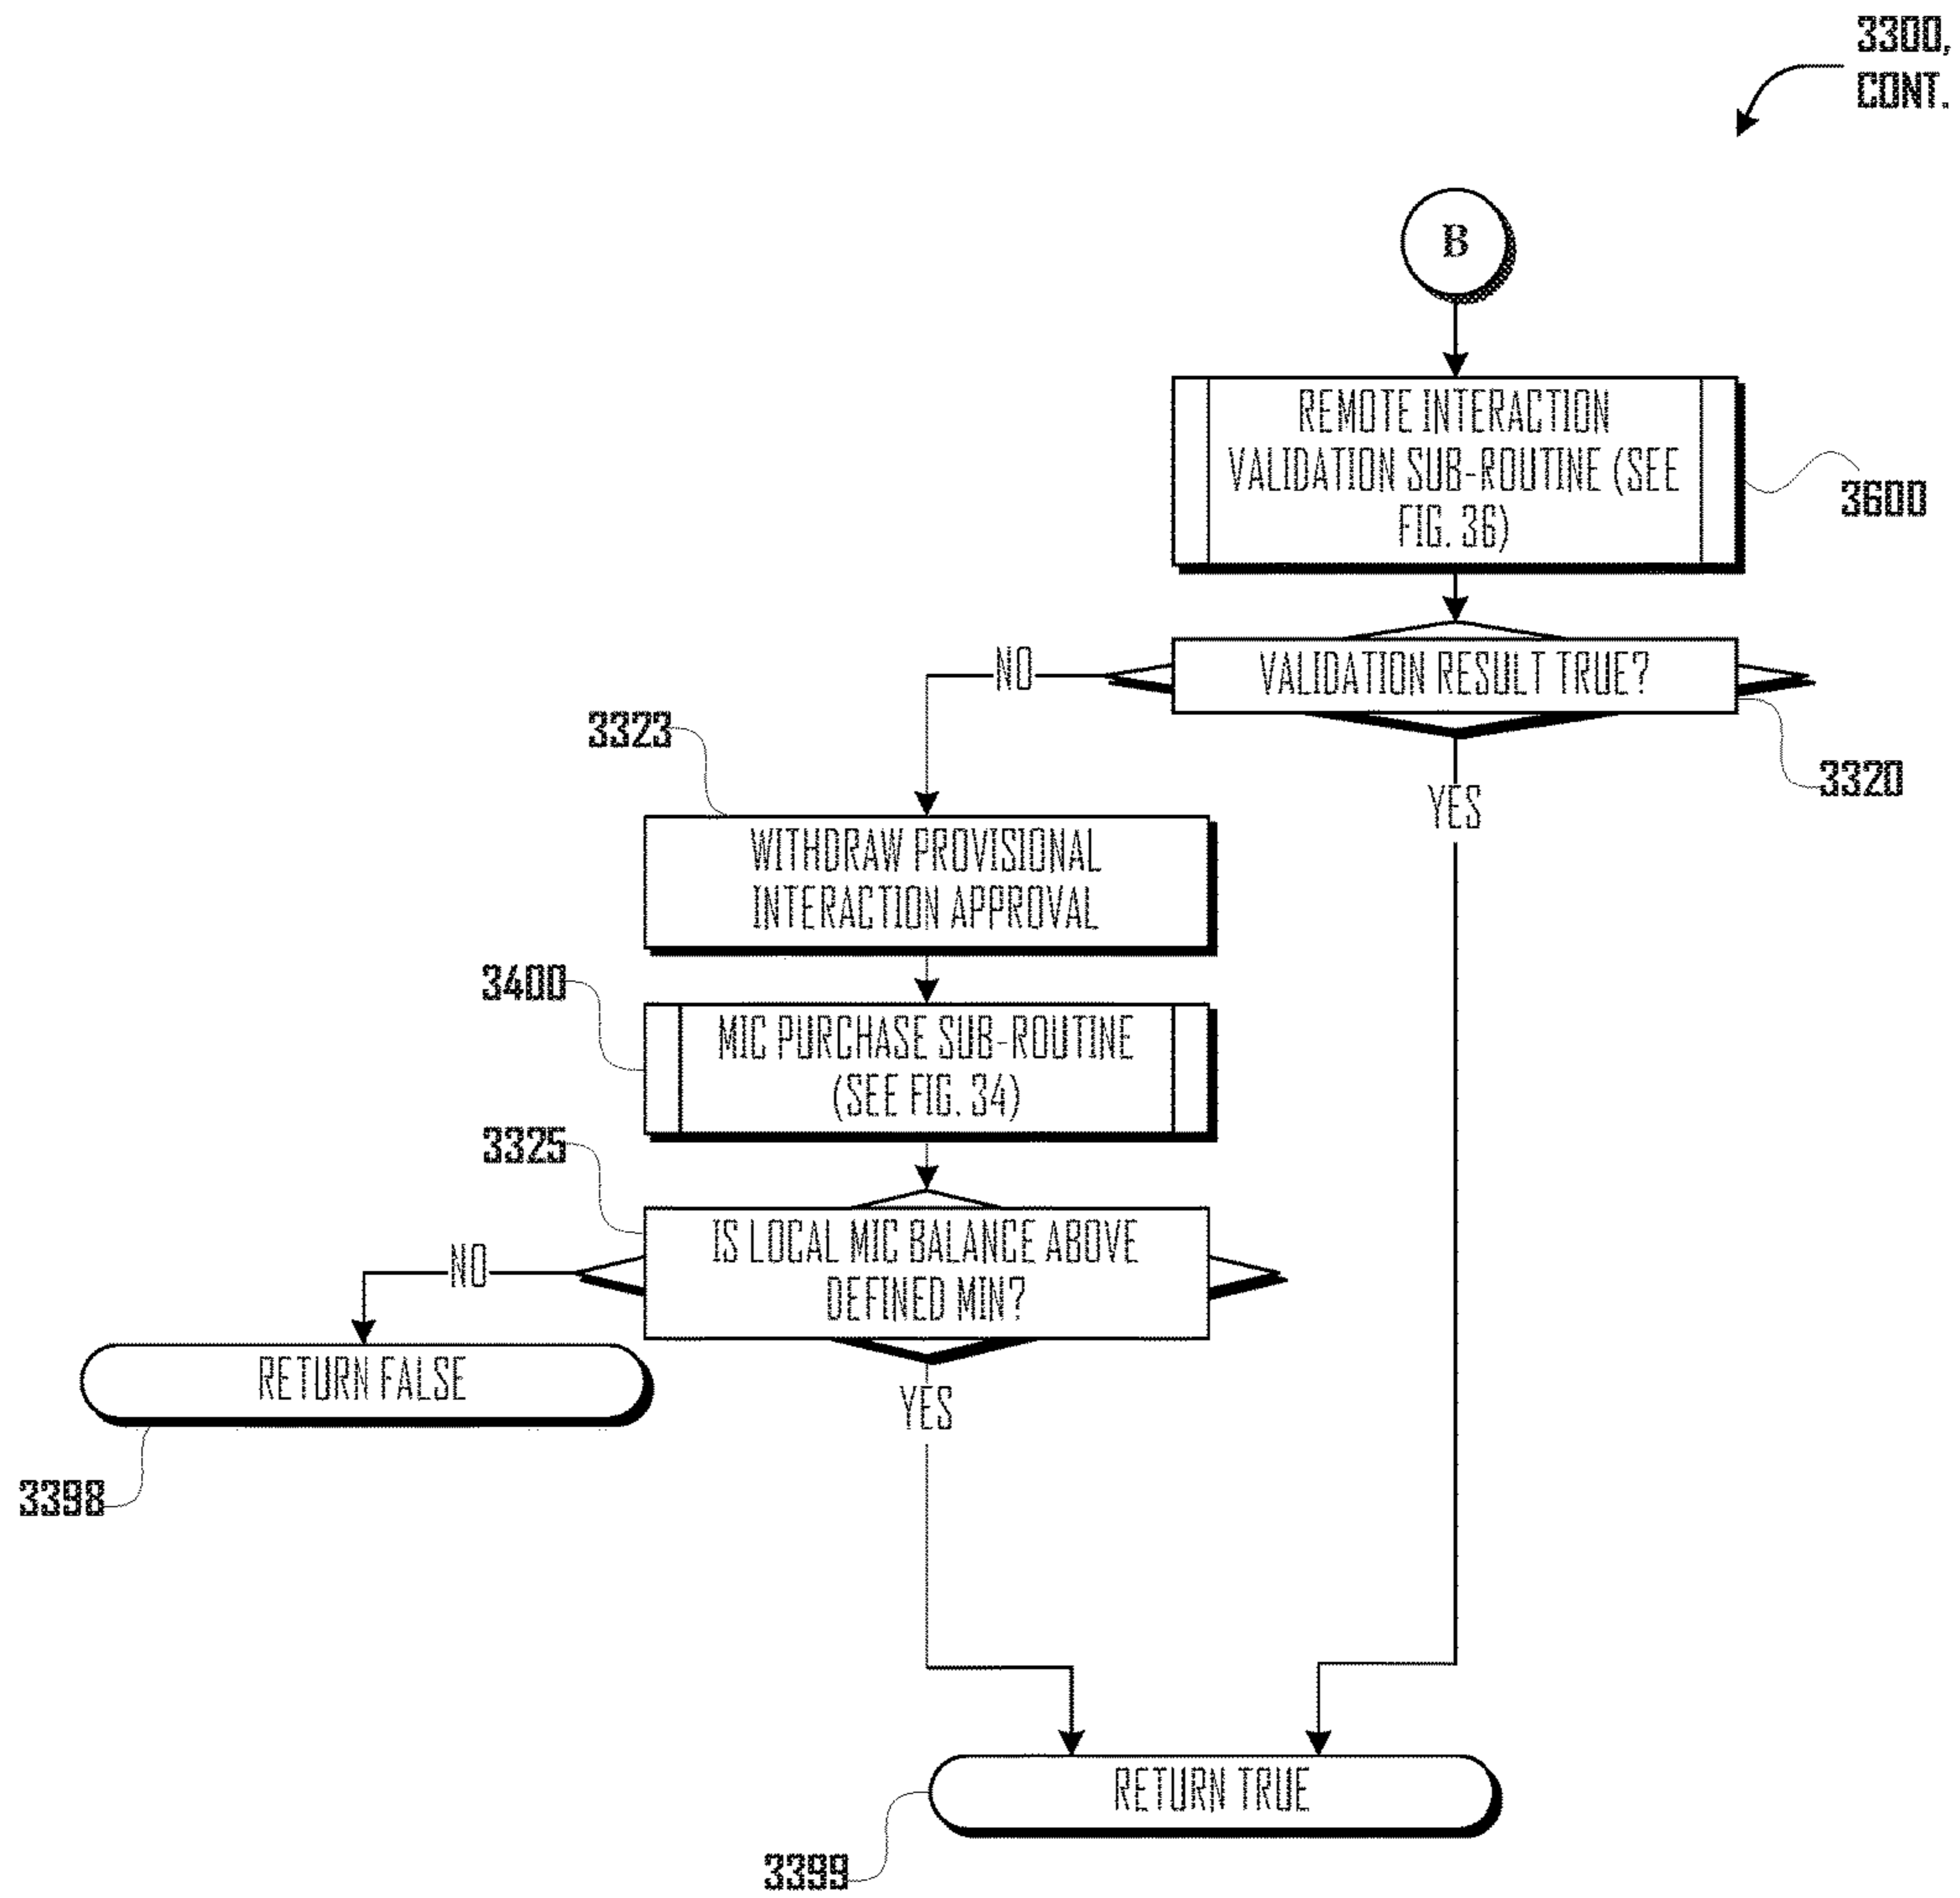 3300,
CONT.
B
REMOTE INTERACTION
VALIDATION SUB-ROUTINE (SEE
FIG. 36)
3600
VALIDATION RESULT TRUE?
NO
3320
YES
3323
WITHDRAW PROVISIONAL
INTERACTION APPROVAL
3400
MIC PURCHASE SUB-ROUTINE
(SEE FIG. 34)
3325
IS LOCAL MIC BALANCE ABOVE
DEFINED MIN?
NO
YES
RETURN FALSE
3398
RETURN TRUE
3399